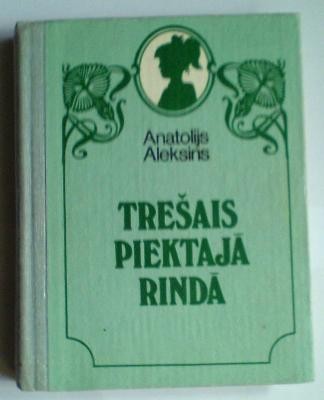 Anatolijs
Aleksins
TREŠAIS
PIEKTAJĀ
RINDĀ